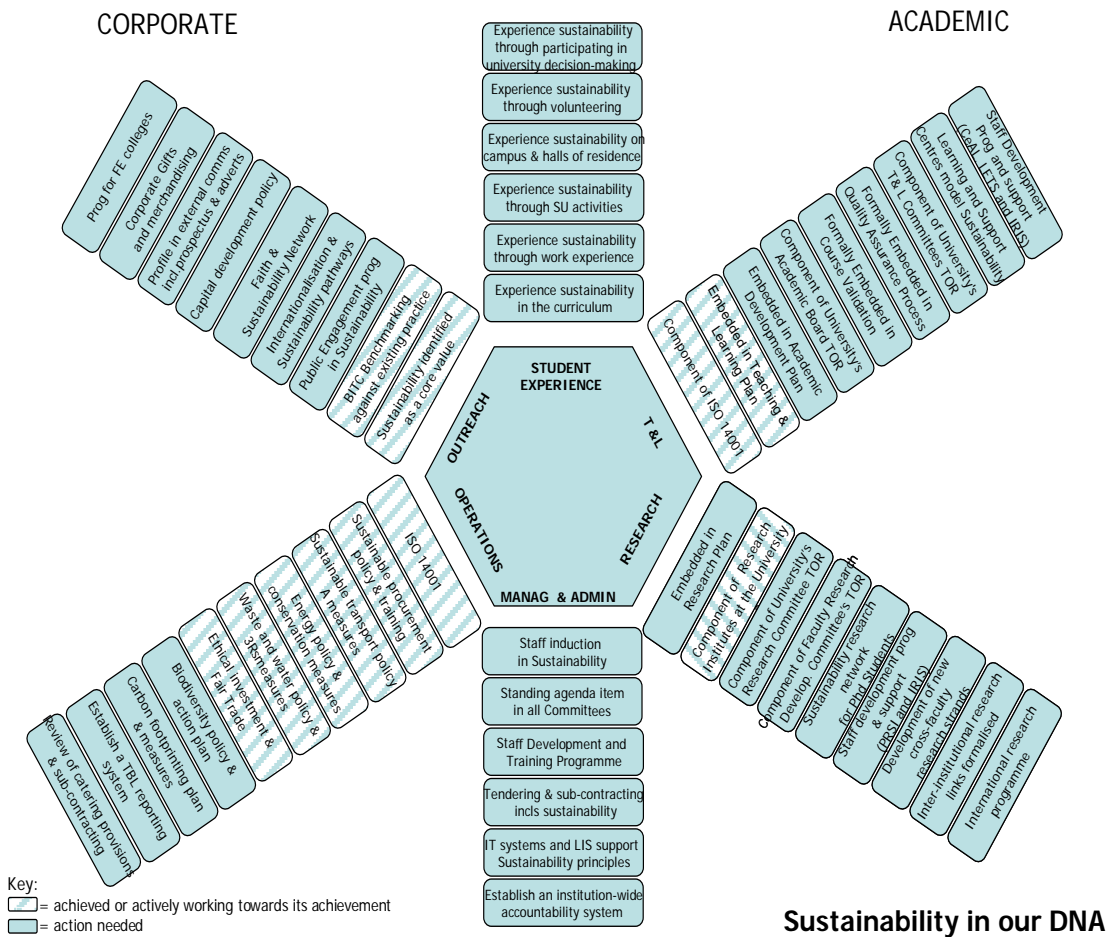 CORPORATE
ACADEMIC
Experience sustainability
through participating in
university decision-making
Experience sustainability
through volunteering
Experience sustainability on
campus & halls of residence
Experience sustainability
through SU activities
Experience sustainability
through work experience
Experience sustainability
in the curriculum
Prog for FE colleges
Corporate Gifts
and merchandising
Profile in external comms
incl.prospectus & adverts
Capital development policy
Faith &
Sustainability Network
Internationalisation &
Sustainability pathways
Public Engagement prog
in Sustainability
BITC Benchmarking
against existing practice
Sustainability identified
as a core value
Staff Development
Prog and support
(CeAL, LETS and IRIS)
Learning and Support
Centres model Sustainability
Component of University's
T& L Committees TOR
Formally Embedded in
Quality Assurance Process
Formally Embedded in
Course Validation
Component of University's
Academic Board TOR
Embedded in Academic
Development Plan
Embedded in Teaching &
Learning Plan
Component of ISO 14001
STUDENT
EXPERIENCE
OUTREACH
T &L
OPERATIONS
RESEARCH
MANAG & ADMIN
ISO 14001
Sustainable procurement
policy & training
Sustainable transport policy
A measures
Energy policy &
conservation measures
Waste and water policy &
3Rsmeasures
Ethical investment &
Fair Trade
Biodiversity policy &
action plan
Carbon footprinting plan
& measures
Establish a TBL reporting
system
Review of catering provisions
& sub-contracting
Embedded in
Research Plan
Component of Research
Institutes at the University
Component of University's
Research Committee TOR
Component of Faculty Research
Develop. Committee's TOR
Sustainability research
network
for Phd Students
Staff development prog
& support
(PRSI and IRIS)
Development of new
cross-faculty
research strands
Inter-institutional research
links formalised
International research
programme
Staff induction
in Sustainability
Standing agenda item
in all Committees
Staff Development and
Training Programme
Tendering & sub-contracting
incls sustainability
IT systems and LIS support
Sustainability principles
Establish an institution-wide
accountability system
Key:
= achieved or actively working towards its achievement
= action needed
Sustainability in our DNA